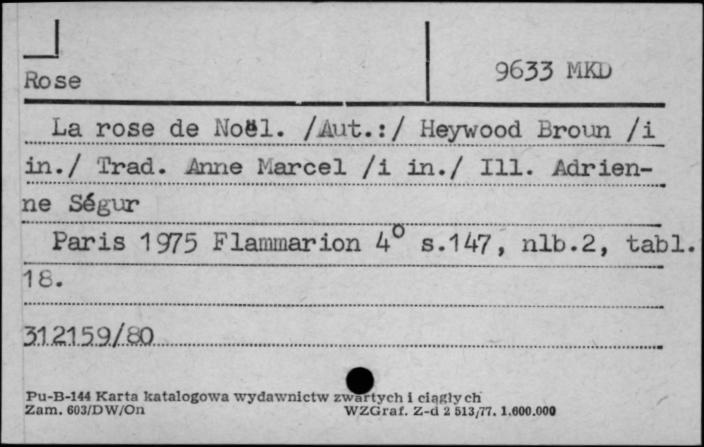 Rose
9633 MKD
La rose de Noël. /Aut.:/ Heywood Broun /i
in./ Trad. Anne Marcel /i in./ Ill. Adrien-
ne Ségur
Paris 1975 Flammarion 4° s.147, nlb.2, tabl.
18.
312159/80
Pu-B-144 Karta katalogowa wydawnictw zwartych i ciągłych
Zam. 603/DW/On WZGraf. Z-d 2 513/77. 1.600.000